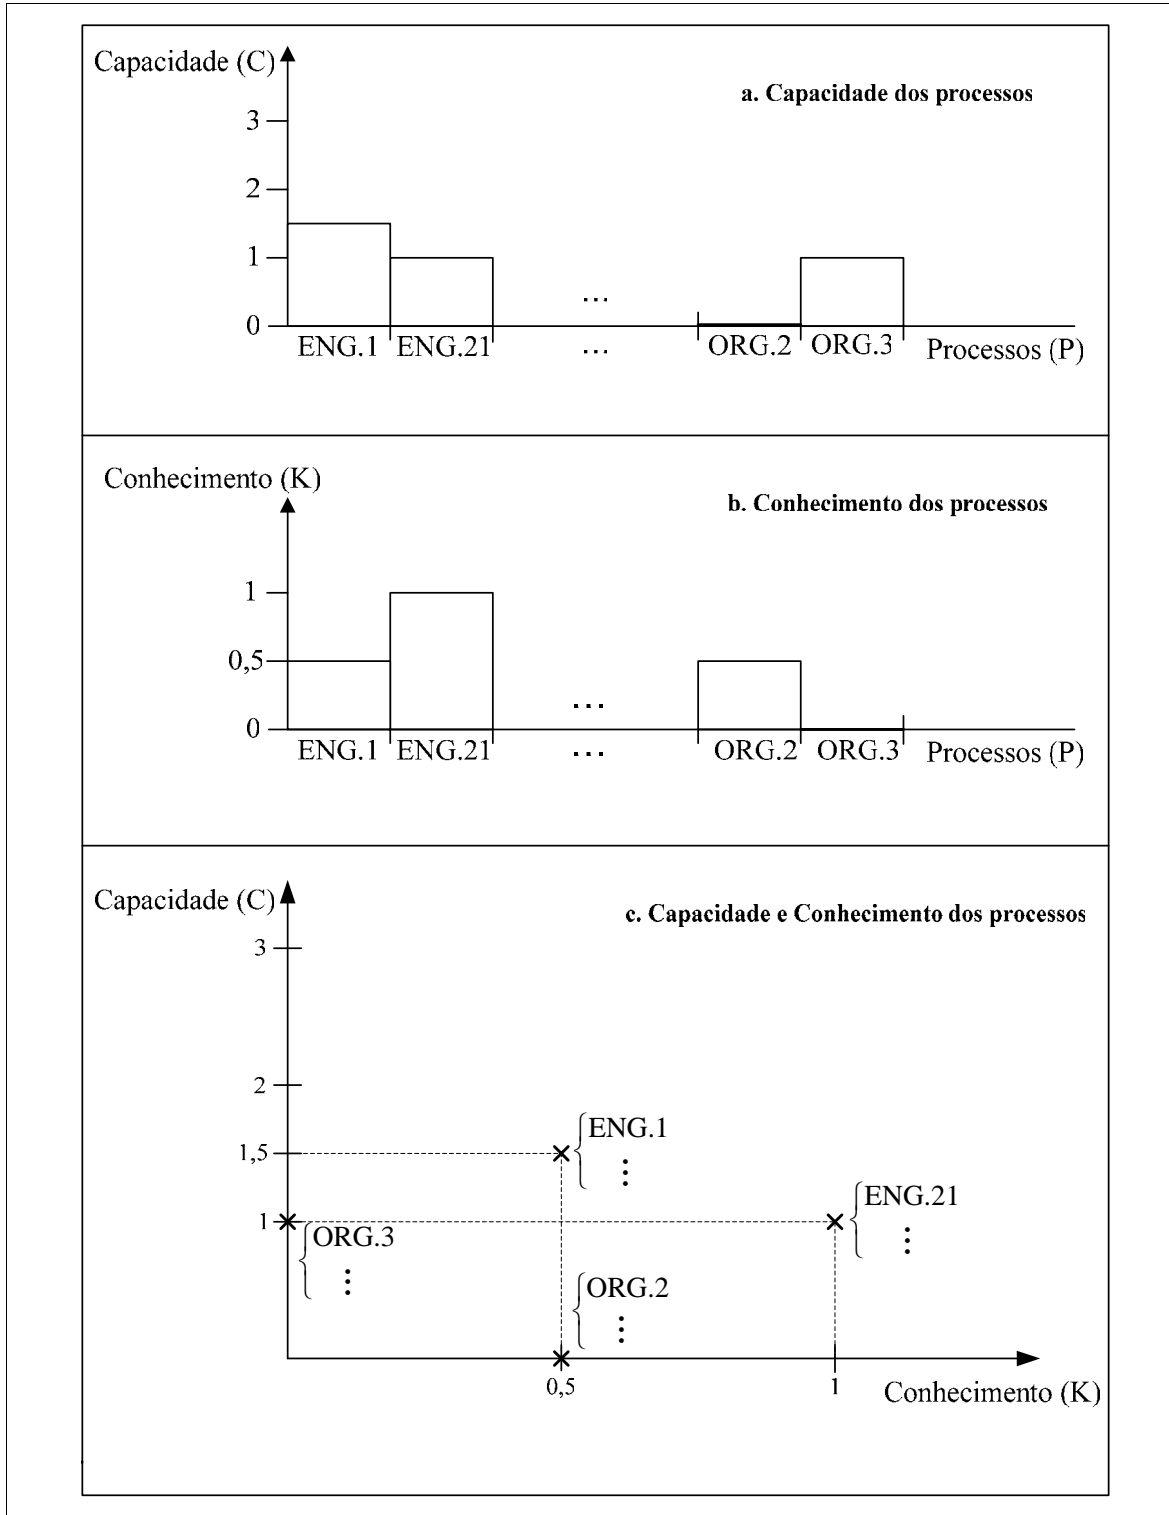 Capacidade (C)
a. Capacidade dos processos
3
2
1
0
...
ENG.1 ENG.21 ... ORG.2 ORG.3 Processos (P)
Conhecimento (K)
b. Conhecimento dos processos
1
0,5
0
...
ENG.1 ENG.21 ... ORG.2 ORG.3 Processos (P)
Capacidade (C)
c. Capacidade e Conhecimento dos processos
3
2
ENG.1
1,5
⋮
ENG.21
1
ORG.3
⋮
⋮
ORG.2
⋮
0,5 1 Conhecimento (K)